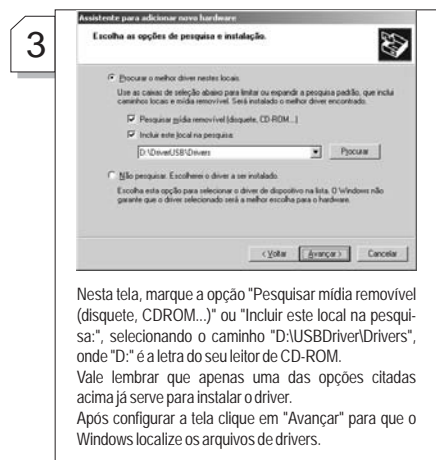 3
Assistente para adicionar novo hardware
Escolha as opções de pesquisa e instalação.
Procurar o melhor driver nestes locais.
Use as caixas de seleção abaixo para limitar ou expandir a pesquisa padrão, que inclui
caminhos locais e mídia removível. Será instalado o melhor driver encontrado.
Pesquisar mídia removível (disquete, CD-ROM...)
Incluir este local na pesquisa:
D:\DriverUSB\Drivers
Procurar
Não pesquisar. Escolherei o driver a ser instalado.
Escolha esta opção para selecionar o driver de dispositivo na lista. O Windows não
garante que o driver selecionado será a melhor escolha para o hardware.
< Voltar
Avançar >
Cancelar
Nesta tela, marque a opção "Pesquisar mídia removível
(disquete, CDROM...)" ou "Incluir este local na pesqui-
sa:", selecionando o caminho "D:\USBDriver\Drivers",
onde "D:" é a letra do seu leitor de CD-ROM.
Vale lembrar que apenas uma das opções citadas
acima já serve para instalar o driver.
Após configurar a tela clique em "Avançar" para que o
Windows localize os arquivos de drivers.